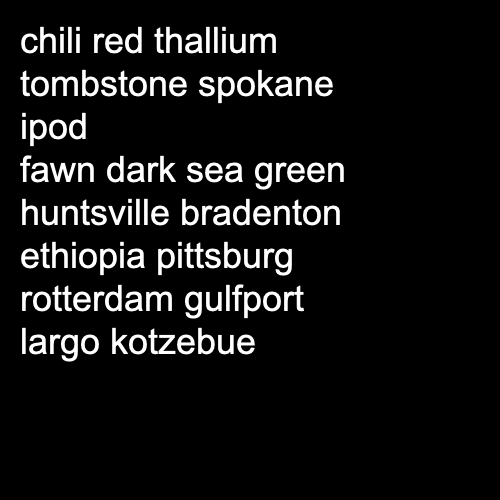 chili red thallium
tombstone spokane
ipod
fawn dark sea green
huntsville bradenton
ethiopia pittsburg
rotterdam gulfport
largo kotzebue